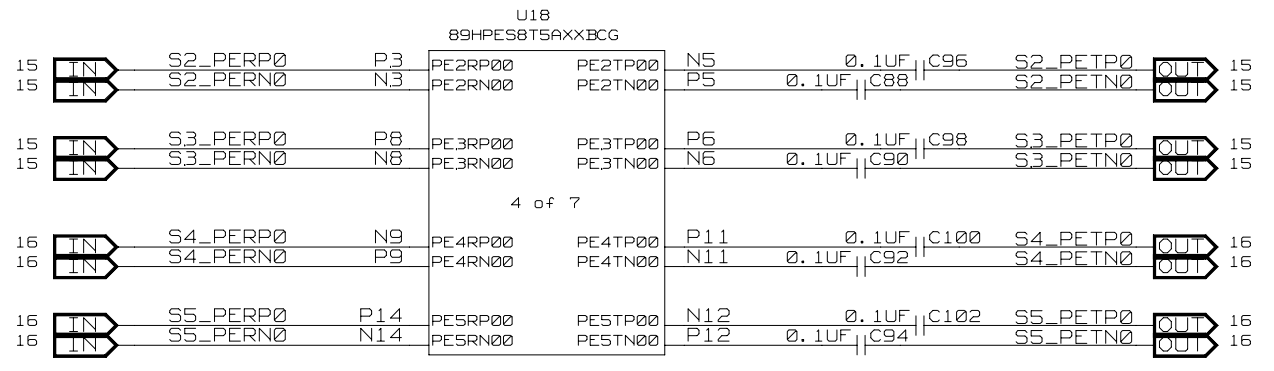 U18
89HPES8T5AXXBCG
15 IN S2_PERP0 P3 PE2RP00 PE2TP00 N5 0.1UF C96 S2_PETP0 OUT 15
15 IN S2_PERN0 N3 PE2RN00 PE2TN00 P5 0.1UF C88 S2_PETN0 OUT 15
15 IN S3_PERP0 P8 PE3RP00 PE3TP00 P6 0.1UF C98 S3_PETP0 OUT 15
15 IN S3_PERN0 N8 PE3RN00 PE3TN00 N6 0.1UF C90 S3_PETN0 OUT 15
4 of 7
16 IN S4_PERP0 N9 PE4RP00 PE4TP00 P11 0.1UF C100 S4_PETP0 OUT 16
16 IN S4_PERN0 P9 PE4RN00 PE4TN00 N11 0.1UF C92 S4_PETN0 OUT 16
16 IN S5_PERP0 P14 PE5RP00 PE5TP00 N12 0.1UF C102 S5_PETP0 OUT 16
16 IN S5_PERN0 N14 PE5RN00 PE5TN00 P12 0.1UF C94 S5_PETN0 OUT 16